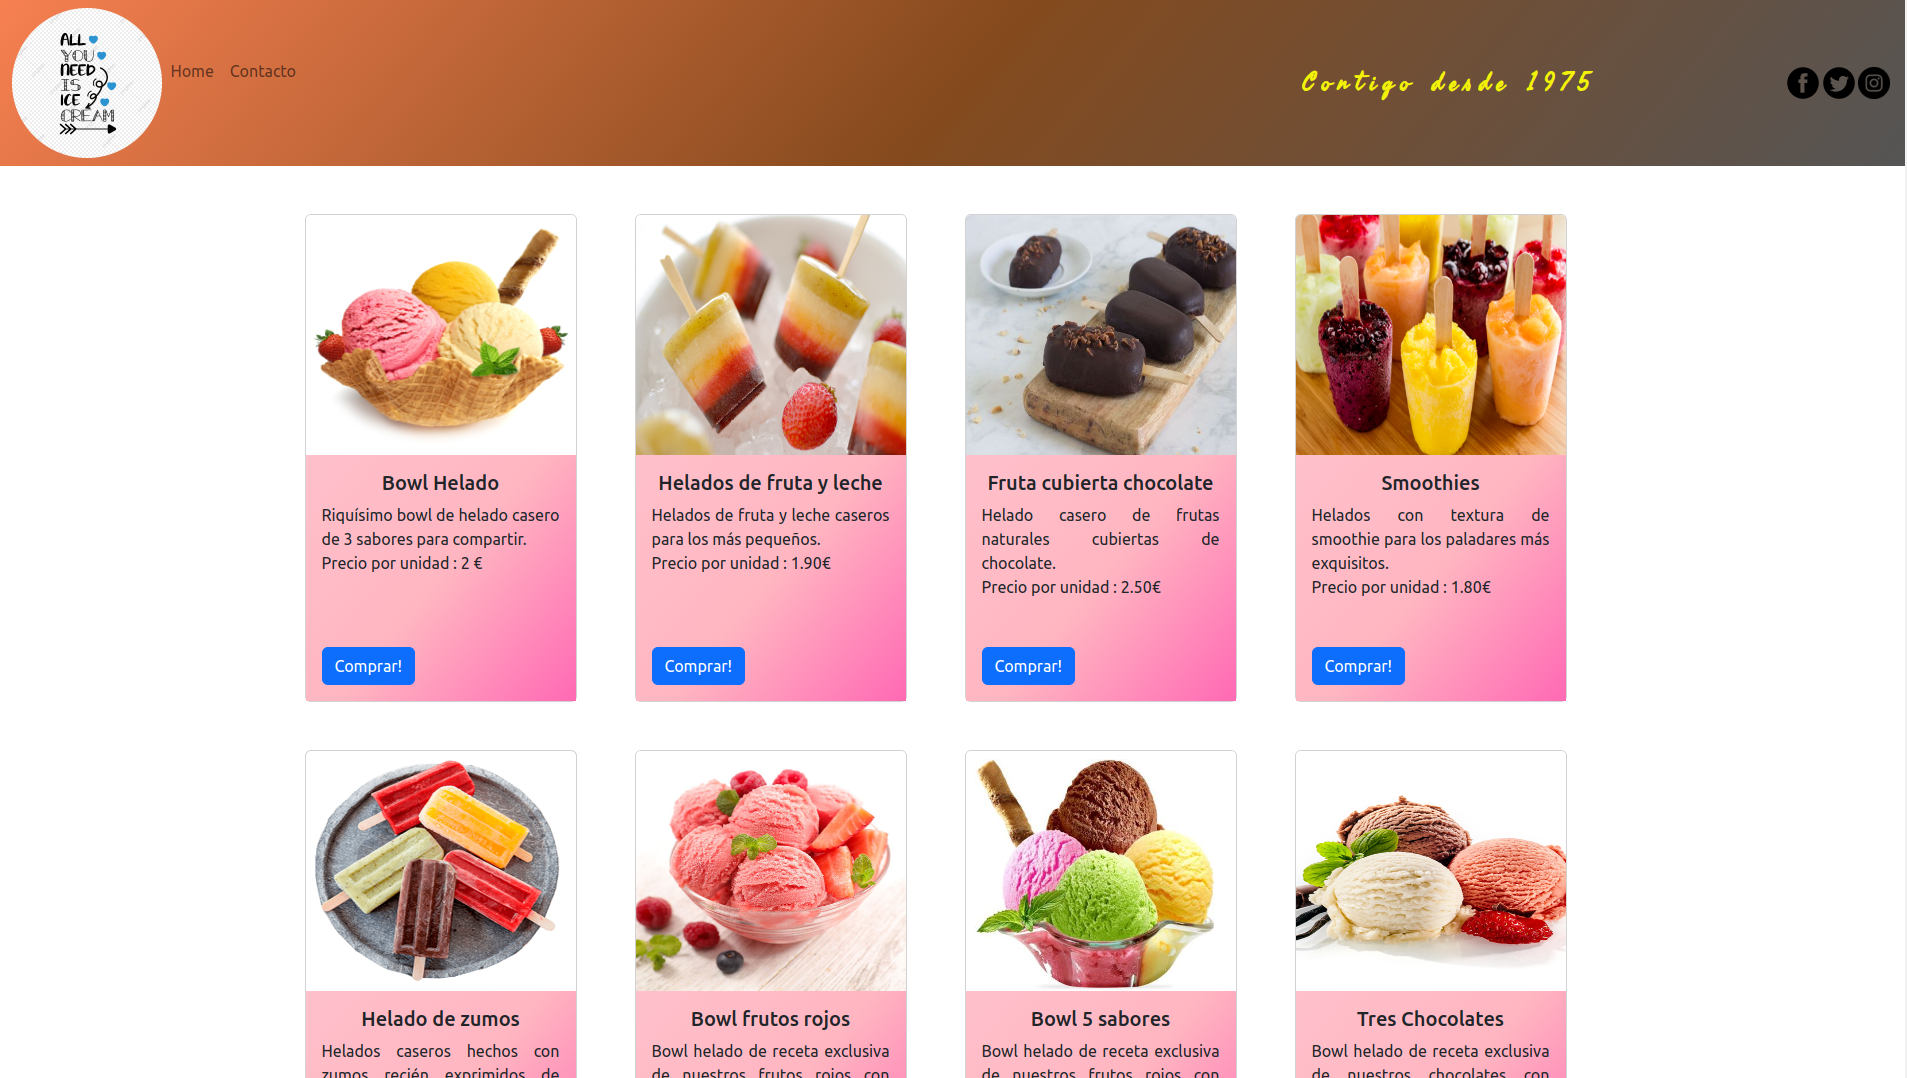 ALL
YOU
NEED
IS
ICE
CREAM
Home Contacto
Contigo desde 1975
Bowl Helado
Riquísimo bowl de helado casero
de 3 sabores para compartir.
Precio por unidad : 2 €
Comprar!
Helados de fruta y leche
Helados de fruta y leche caseros
para los más pequeños.
Precio por unidad : 1.90€
Comprar!
Fruta cubierta chocolate
Helado casero de frutas
naturales cubiertas de
chocolate.
Precio por unidad : 2.50€
Comprar!
Smoothies
Helados con textura de
smoothie para los paladares más
exquisitos.
Precio por unidad : 1.80€
Comprar!
Helado de zumos
Helados caseros hechos con
zumos recién exprimidos de
Bowl frutos rojos
Bowl helado de receta exclusiva
de nuestros frutos rojos con
Bowl 5 sabores
Bowl helado de receta exclusiva
de nuestros frutos rojos con
Tres Chocolates
Bowl helado de receta exclusiva
de nuestros chocolates con